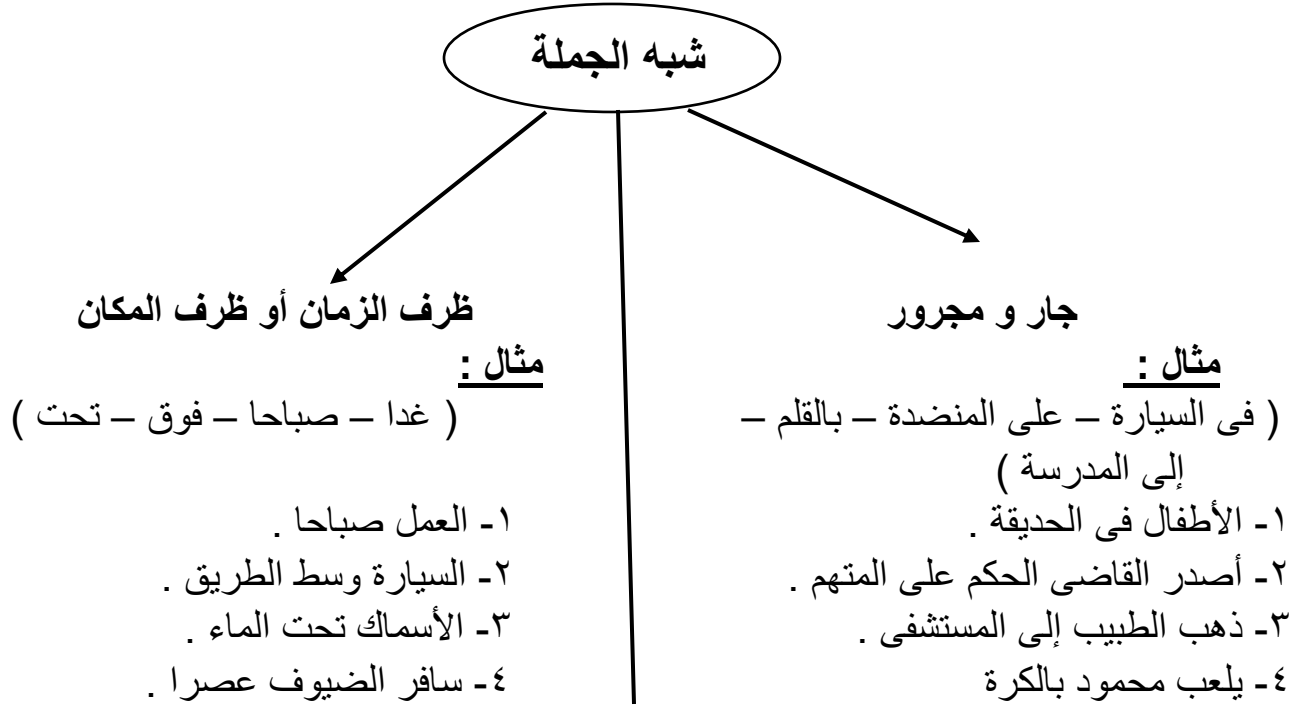 شبه الجملة
جار و مجرور
مثال :
( فى السيارة – على المنضدة – بالقلم –
إلى المدرسة )
١- الأطفال فى الحديقة .
٢- أصدر القاضى الحكم على المتهم .
٣- ذهب الطبيب إلى المستشفى .
٤- يلعب محمود بالكرة
ظرف الزمان أو ظرف المكان
مثال :
( غدا – صباحا – فوق – تحت )
١- العمل صباحا .
٢- السيارة وسط الطريق .
٣- الأسماك تحت الماء .
٤- سافر الضيوف عصرا .